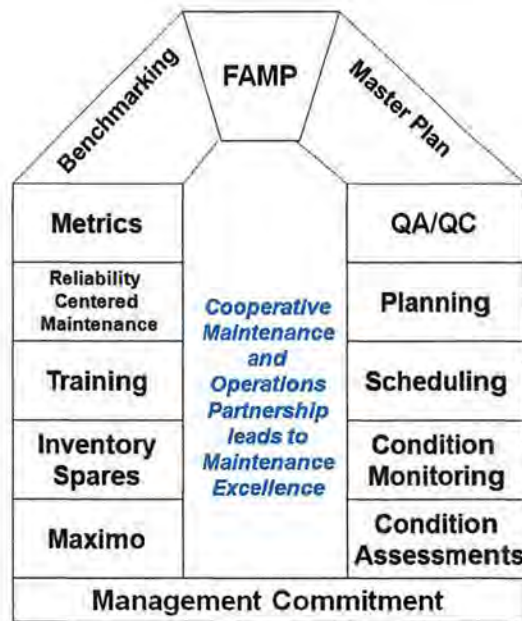 FAMP
Benchmarking
Master Plan
Metrics
Reliability
Centered
Maintenance
Training
Inventory
Spares
Maximo
Cooperative
Maintenance
and
Operations
Partnership
leads to
Maintenance
Excellence
QA/QC
Planning
Scheduling
Condition
Monitoring
Condition
Assessments
Management Commitment